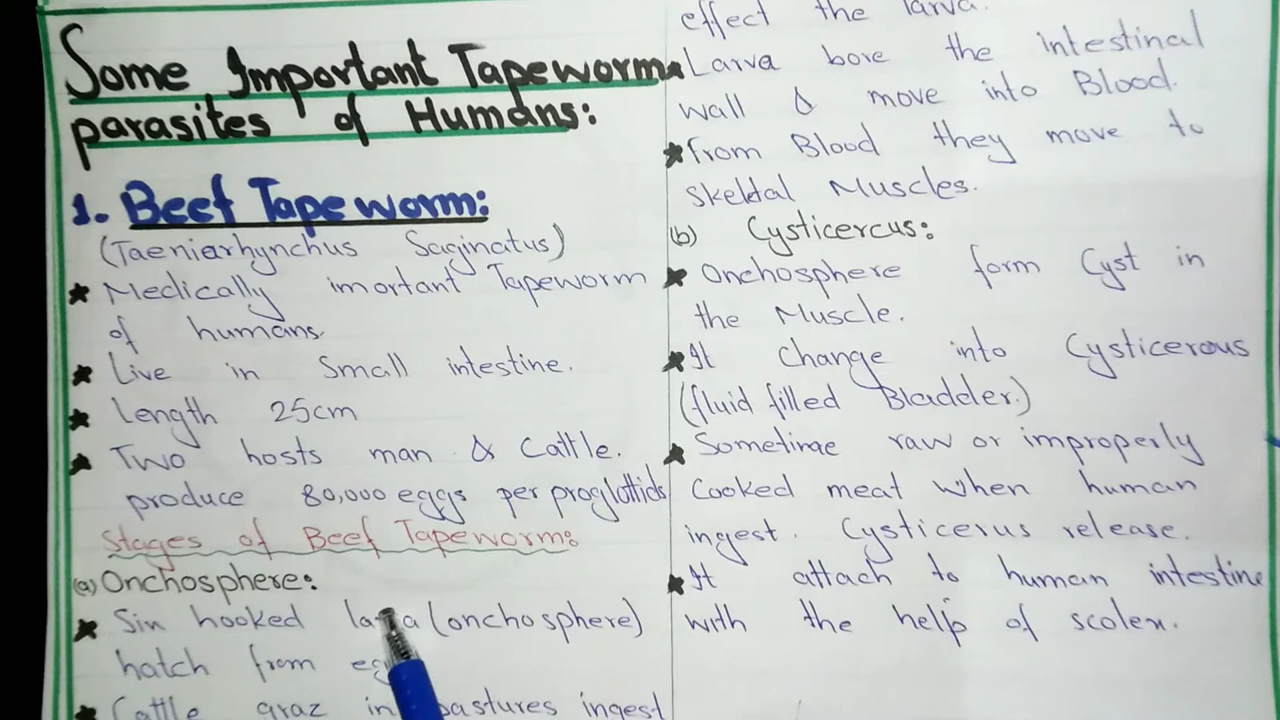 Some Important Tapeworm
parasites of Humans:
1. Beef Tapeworm:
(Taeniarhynchus Saginatus)
★ Medically imortant Tapeworm
of humans.
★ Live in Small intestine.
★ Length 25cm
★ Two hosts man & Cattle.
produce 80,000 eggs per proglottids
Stages of Beef Tapeworm:
(a) Onchosphere:
★ Six hooked (onchosphere)
hatch from
★ Cattle graz in pastures ingest
effect the larva.
★ Larva bore the intestinal
wall & move into Blood.
★ From Blood they move to
Skeldal Muscles.
(b) Cysticercus:
★ Onchosphere form Cyst in
the Muscle.
★ It Change into Cysticerous
(fluid filled Bladder.)
★ Sometimae raw or improperly
Cooked meat when human
ingest. Cysticerus release.
★ It attach to human intestine
with the help of scolex.